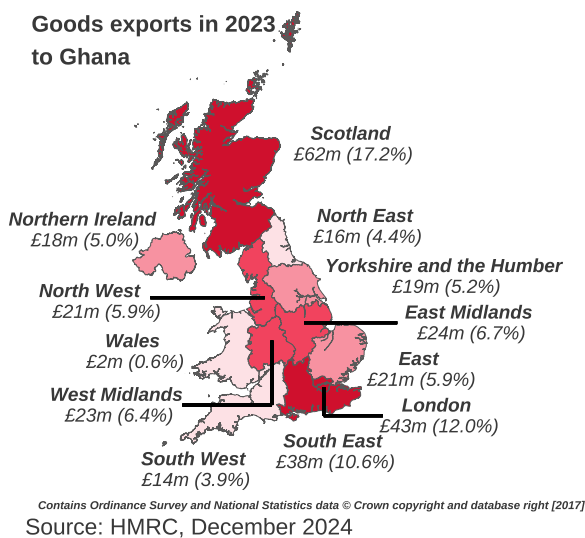 Goods exports in 2023
to Ghana
Scotland
£62m (17.2%)
Northern Ireland
£18m (5.0%)
North East
£16m (4.4%)
Yorkshire and the Humber
£19m (5.2%)
North West
£21m (5.9%)
East Midlands
£24m (6.7%)
Wales
£2m (0.6%)
East
£21m (5.9%)
West Midlands
£23m (6.4%)
London
£43m (12.0%)
South East
£38m (10.6%)
South West
£14m (3.9%)
Contains Ordinance Survey and National Statistics data © Crown copyright and database right [2017]
Source: HMRC, December 2024